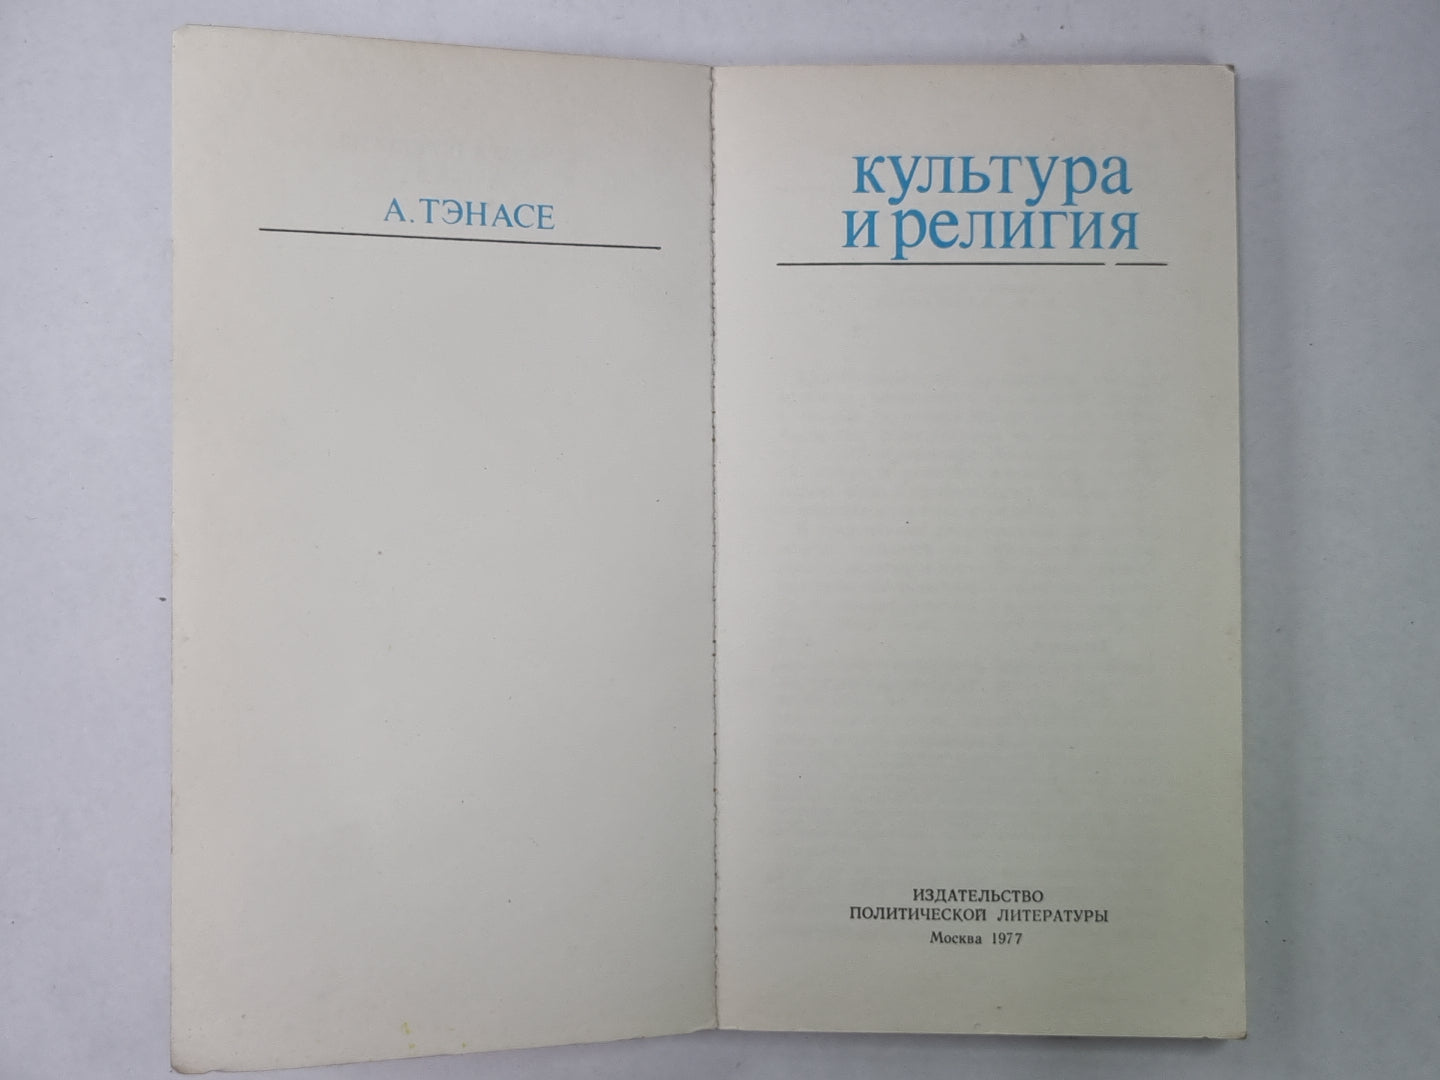 А. ТЭНАСЕ
культура
и религия
ИЗДАТЕЛЬСТВО
ПОЛИТИЧЕСКОЙ ЛИТЕРАТУРЫ
Москва 1977